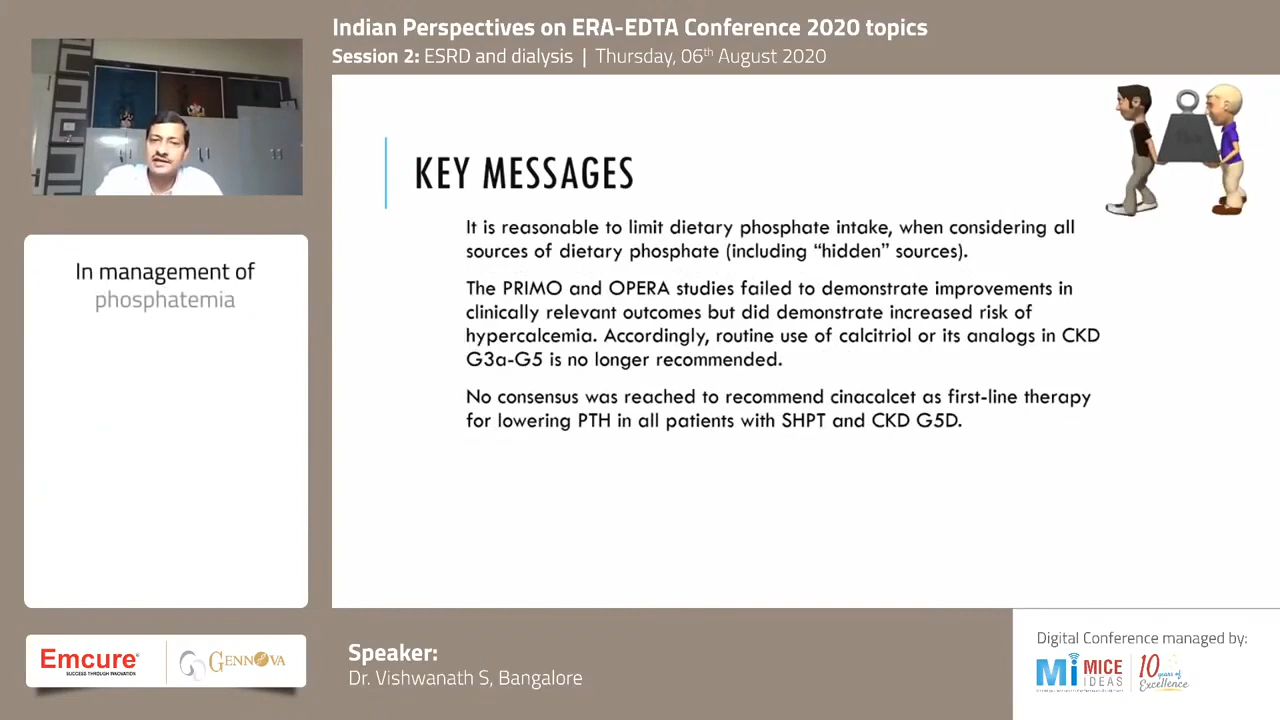 Indian Perspectives on ERA-EDTA Conference 2020 topics
Session 2: ESRD and dialysis | Thursday, 06th August 2020
In management of
phosphatemia
KEY MESSAGES
It is reasonable to limit dietary phosphate intake, when considering all
sources of dietary phosphate (including “hidden” sources).
The PRIMO and OPERA studies failed to demonstrate improvements in
clinically relevant outcomes but did demonstrate increased risk of
hypercalcemia. Accordingly, routine use of calcitriol or its analogs in CKD
G3a-G5 is no longer recommended.
No consensus was reached to recommend cinacalcet as first-line therapy
for lowering PTH in all patients with SHPT and CKD G5D.
Emcure®
SUCCESS THROUGH INNOVATION
GENNOVA
Speaker:
Dr. Vishwanath S, Bangalore
Digital Conference managed by:
Mi MICE
IDEAS
10 years of
Excellence